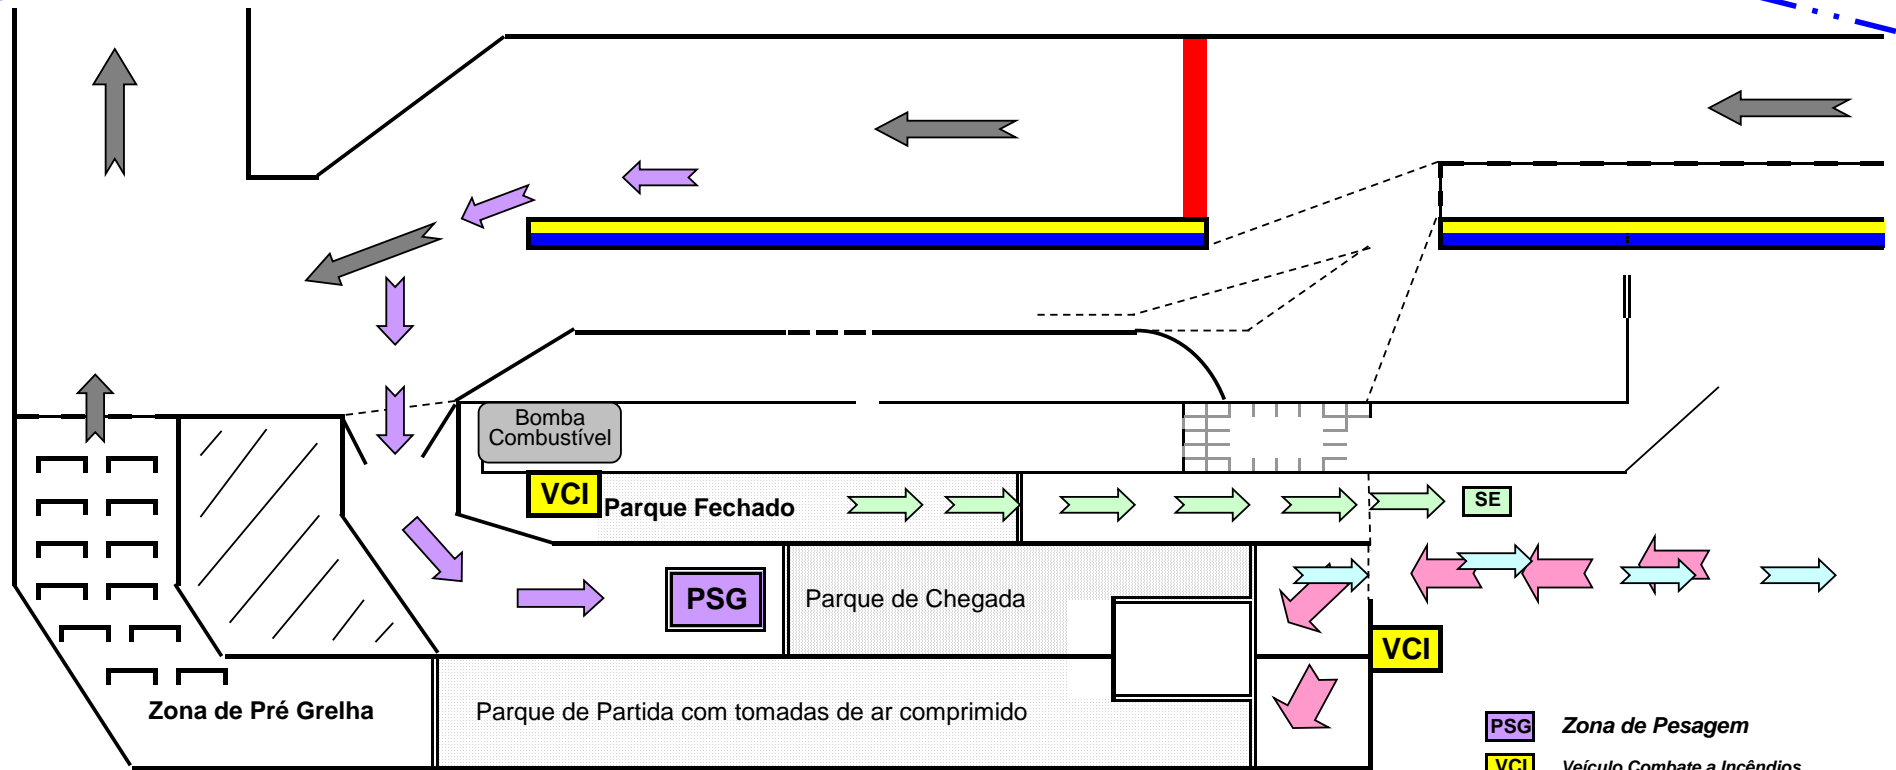 Bomba
Combustível
VCI
Parque Fechado
SE
PSG
Parque de Chegada
VCI
Zona de Pré Grelha
Parque de Partida com tomadas de ar comprimido
PSG Zona de Pesagem
VCI Veículo Combate a Incêndios